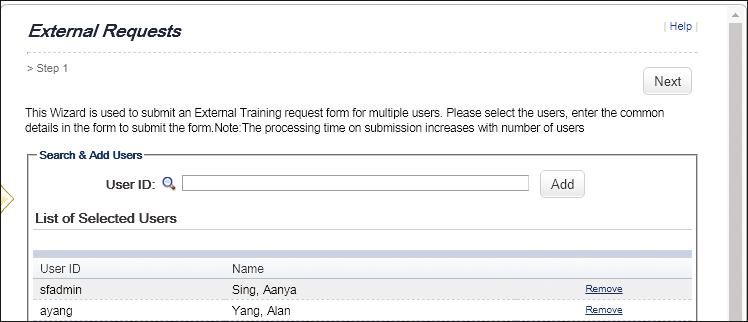 External Requests
| Help |
> Step 1
Next
This Wizard is used to submit an External Training request form for multiple users. Please select the users, enter the common
details in the form to submit the form.Note:The processing time on submission increases with number of users
Search & Add Users
User ID:
Add
List of Selected Users
User ID Name
sfadmin Sing, Aanya Remove
ayang Yang, Alan Remove